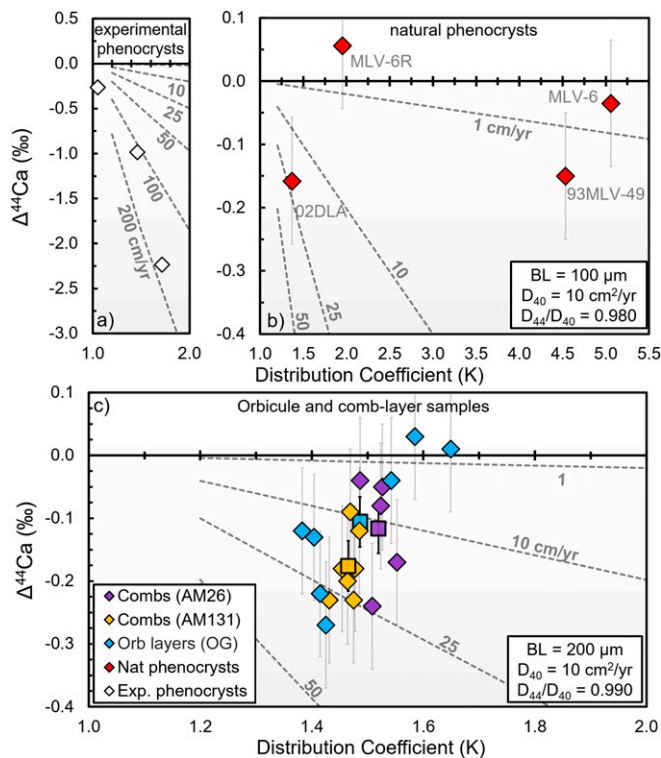 experimental
phenocrysts
0.0
-0.5
-1.0
-1.5
-2.0
-2.5
-3.0
Δ⁴⁴Ca (‰)
10
25
50
100
200 cm/yr
a)
1.0
2.0
natural phenocrysts
0.1
0.0
-0.1
-0.2
-0.3
-0.4
MLV-6R
MLV-6
1 cm/yr
02DLA
93MLV-49
10
25
50
b)
BL = 100 µm
D₄₀ = 10 cm²/yr
D₄₄/D₄₀ = 0.980
1.0 1.5 2.0 2.5 3.0 3.5 4.0 4.5 5.0 5.5
Distribution Coefficient (K)
c)
Orbicule and comb-layer samples
0.1
0.0
-0.1
-0.2
-0.3
-0.4
Δ⁴⁴Ca (‰)
1
10 cm/yr
25
50
Combs (AM26)
Combs (AM131)
Orb layers (OG)
Nat phenocrysts
Exp. phenocrysts
BL = 200 µm
D₄₀ = 10 cm²/yr
D₄₄/D₄₀ = 0.990
1.0 1.2 1.4 1.6 1.8 2.0
Distribution Coefficient (K)